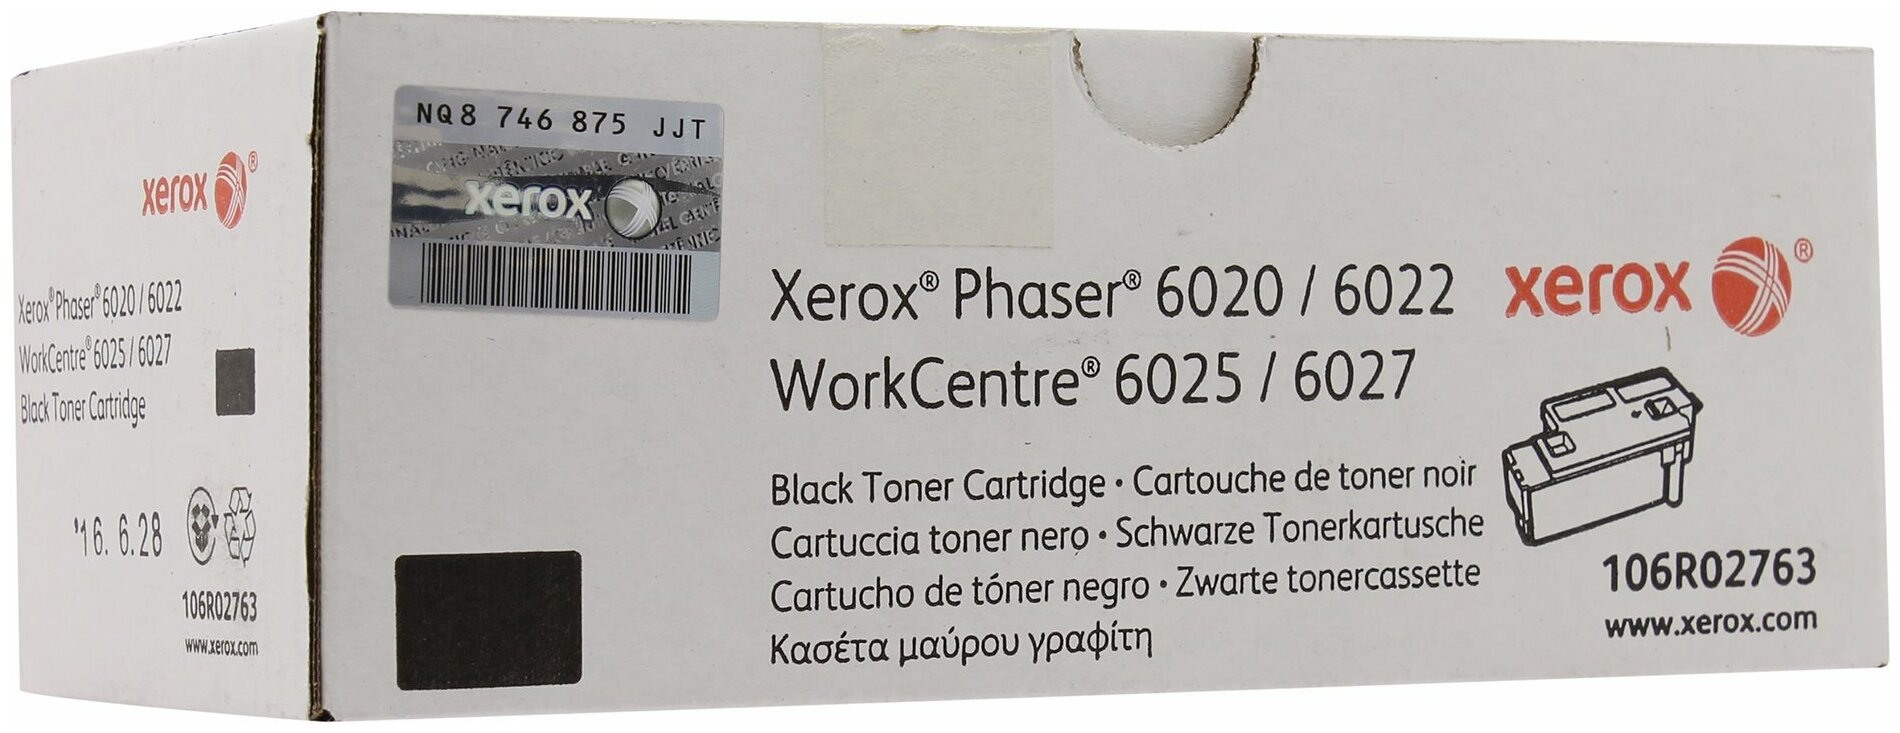 xerox®
Xerox® Phaser® 6020 / 6022
WorkCentre® 6025 / 6027
Black Toner Cartridge
'16. 6.28
106R02763
www.xerox.com
NQ8 746 875 JJT
xerox
Xerox® Phaser® 6020 / 6022
WorkCentre® 6025 / 6027
xerox®
Black Toner Cartridge • Cartouche de toner noir
Cartuccia toner nero • Schwarze Tonerkartusche
Cartucho de tóner negro • Zwarte tonercassette
Κασέτα μαύρου γραφίτη
106R02763
www.xerox.com